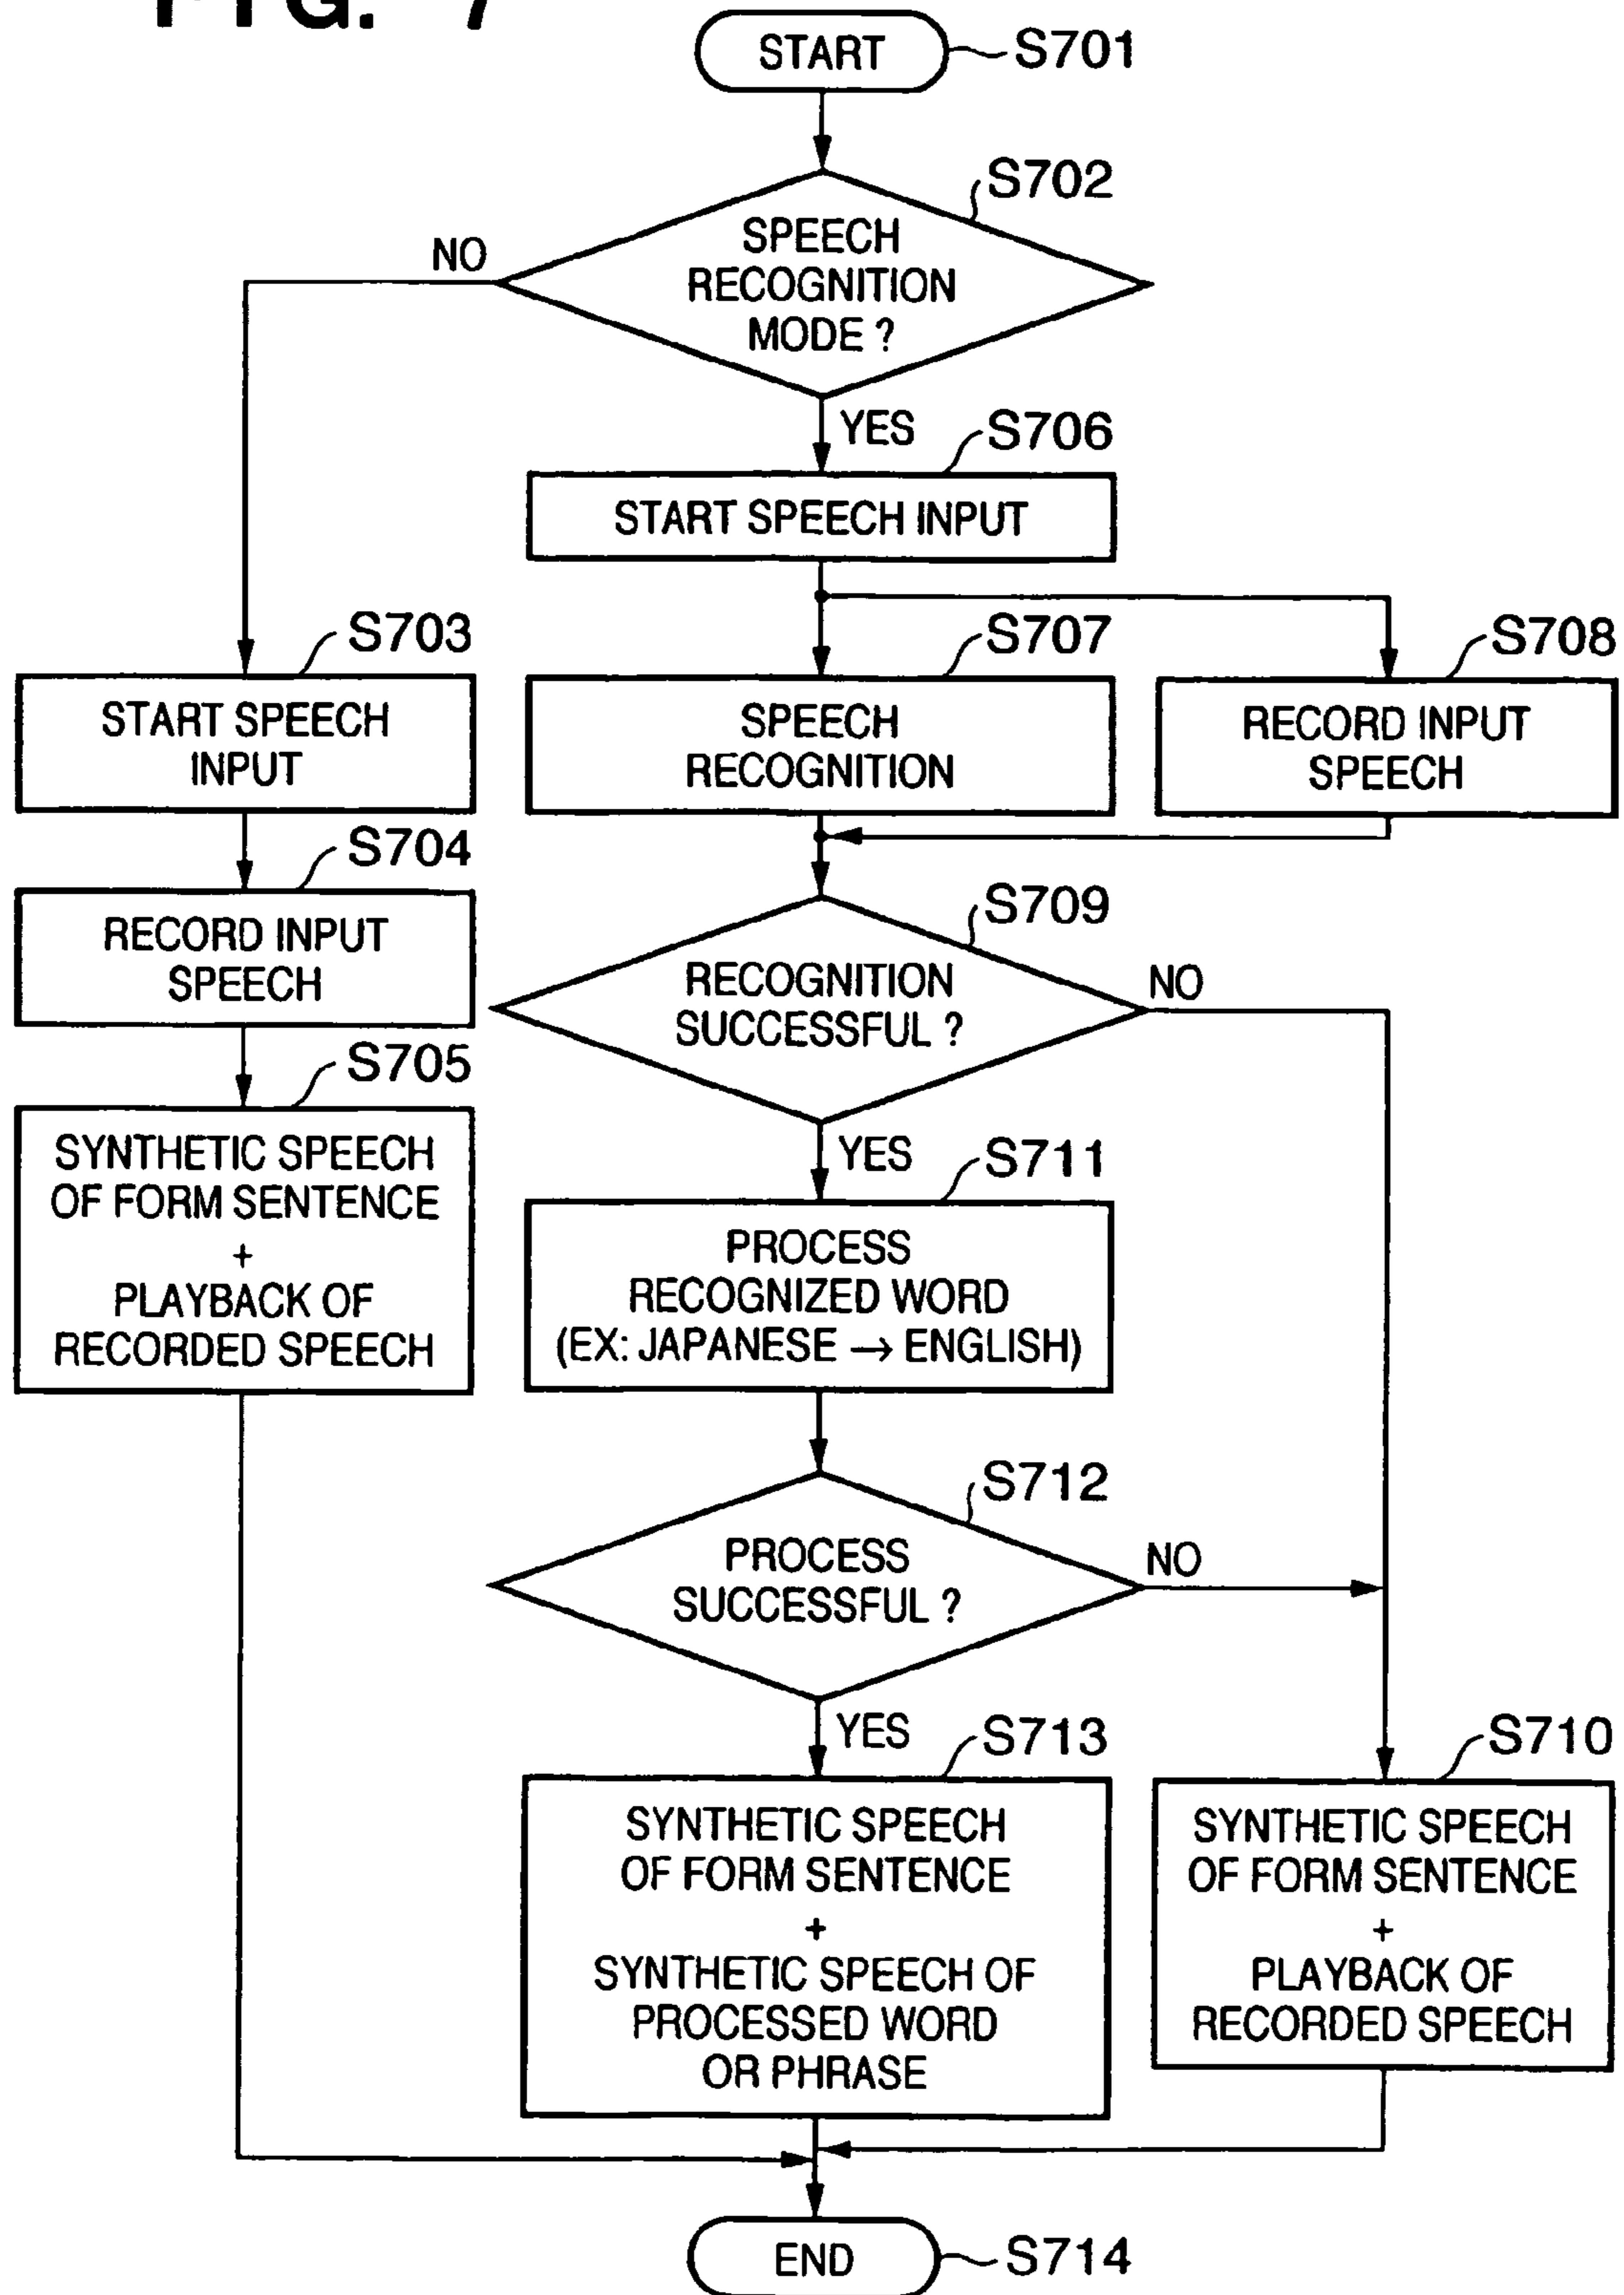 FIG. 7
START
S701
S702
SPEECH
RECOGNITION
MODE ?
NO
YES
S706
START SPEECH INPUT
S703
START SPEECH
INPUT
S707
SPEECH
RECOGNITION
S708
RECORD INPUT
SPEECH
S704
RECORD INPUT
SPEECH
S709
RECOGNITION
SUCCESSFUL ?
NO
YES
S705
SYNTHETIC SPEECH
OF FORM SENTENCE
+
PLAYBACK OF
RECORDED SPEECH
S711
PROCESS
RECOGNIZED WORD
(EX: JAPANESE → ENGLISH)
S712
PROCESS
SUCCESSFUL ?
NO
YES
S713
SYNTHETIC SPEECH
OF FORM SENTENCE
+
SYNTHETIC SPEECH OF
PROCESSED WORD
OR PHRASE
S710
SYNTHETIC SPEECH
OF FORM SENTENCE
+
PLAYBACK OF
RECORDED SPEECH
END
S714